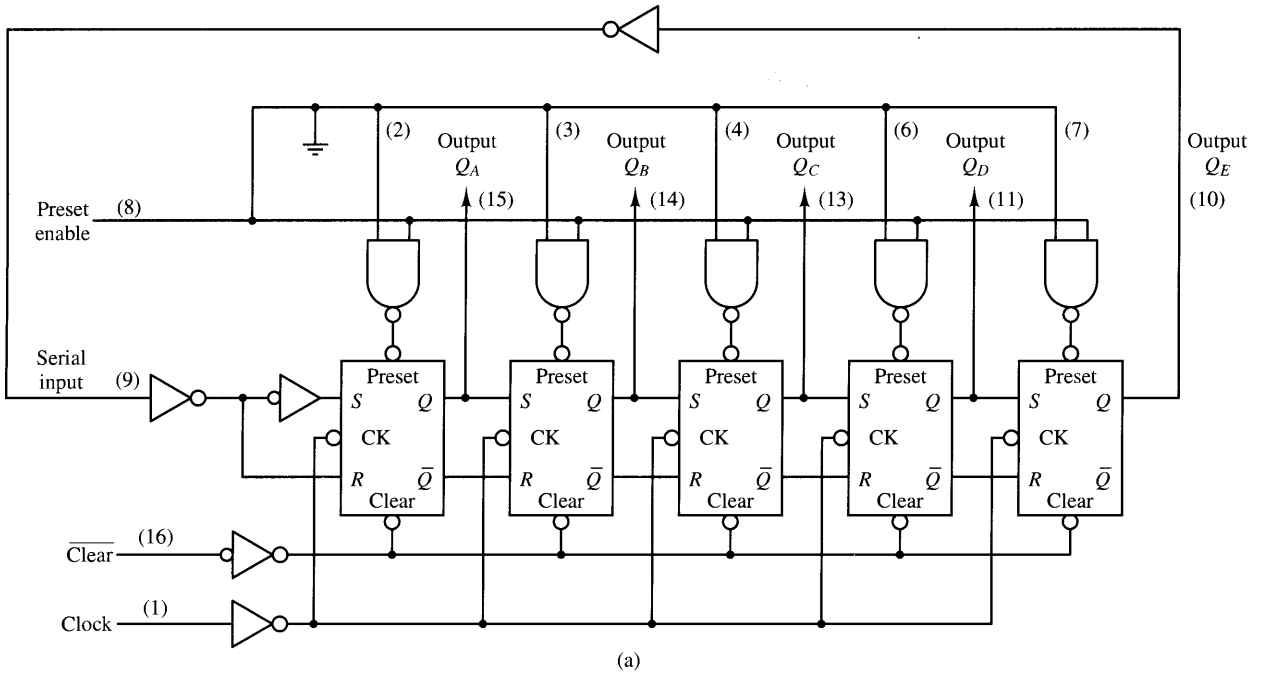 (2)
(3)
(4)
(6)
(7)
Output
Q_A
(15)
Output
Q_B
(14)
Output
Q_C
(13)
Output
Q_D
(11)
Output
Q_E
(10)
Preset
enable
(8)
Serial
input
(9)
Preset
S
Q
CK
R
Q̅
Clear
Preset
S
Q
CK
R
Q̅
Clear
Preset
S
Q
CK
R
Q̅
Clear
Preset
S
Q
CK
R
Q̅
Clear
Preset
S
Q
CK
R
Q̅
Clear
C̅l̅e̅a̅r̅
(16)
Clock
(1)
(a)